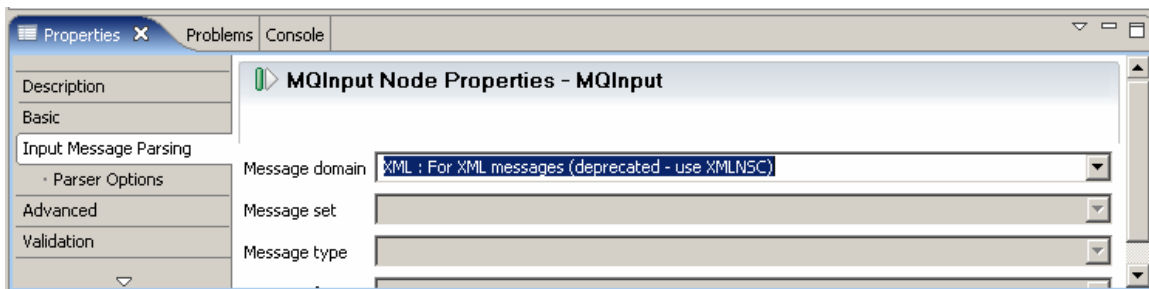 Properties Problems Console
MQInput Node Properties - MQInput
Description
Basic
Input Message Parsing
· Parser Options
Advanced
Validation
Message domain XML : For XML messages (deprecated - use XMLNSC)
Message set
Message type